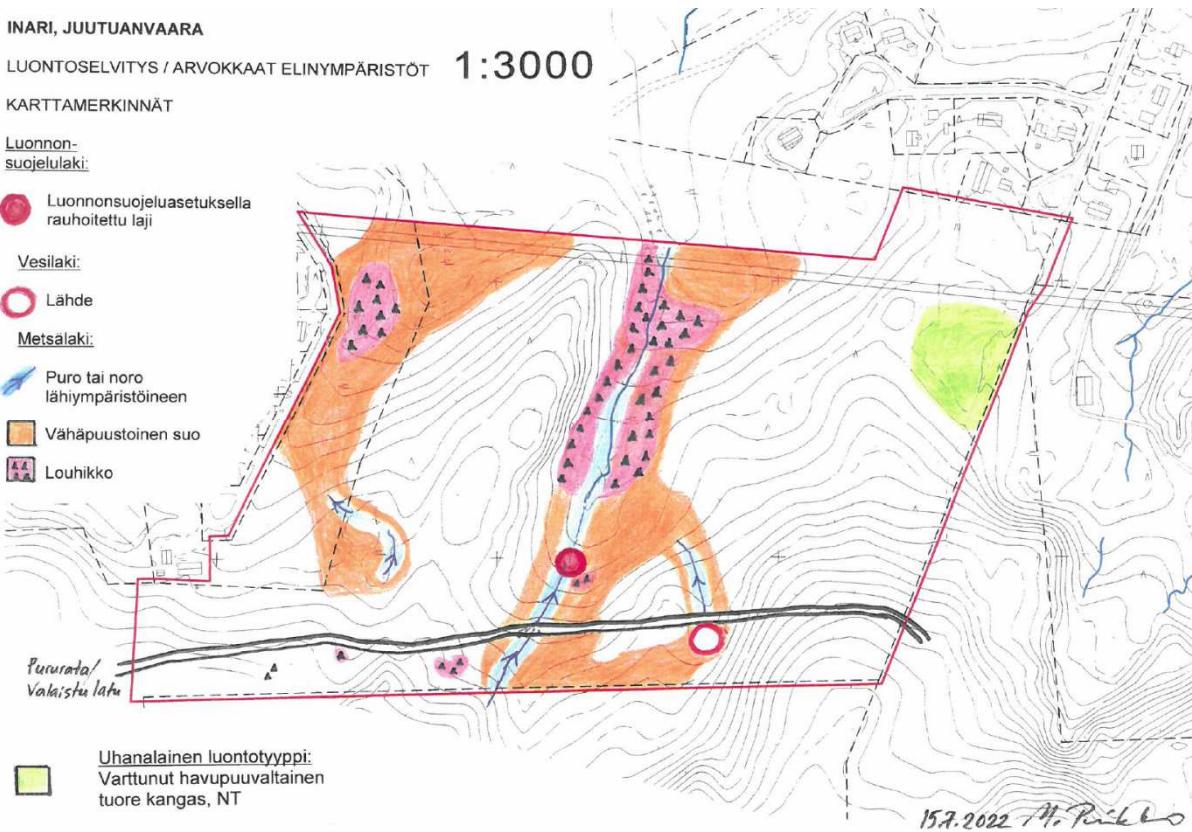 INARI, JUUTUANVAARA
LUONTOSELVITYS / ARVOKKAAT ELINYMPÄRISTÖT 1:3000
KARTTAMERKINNÄT
Luonnon-
suojelulaki:
Luonnonsuojeluasetuksella
rauhoitettu laji
Vesilaki:
Lähde
Metsälaki:
Puro tai noro
lähiympäristöineen
Vähäpuustoinen suo
Louhikko
Pururata/
Valaistu latu
Uhanalainen luontotyyppi:
Varttunut havupuuvaltainen
tuore kangas, NT
15.7.2022 M.